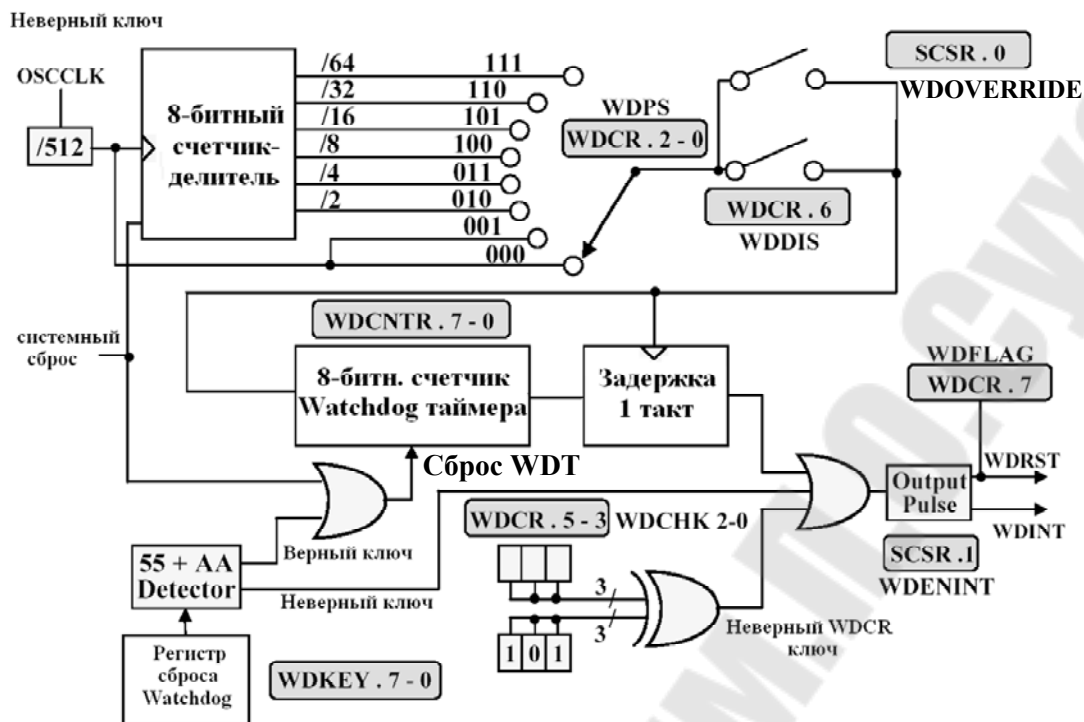 Неверный ключ
OSCCLK
/512
8-битный
счетчик-
делитель
/64 111
/32 110
/16 101
/8 100
/4 011
/2 010
001
000
WDPS
WDCR . 2 - 0
SCSR . 0
WDOVERRIDE
WDCR . 6
WDDIS
системный
сброс
WDCNTR . 7 - 0
8-битн. счетчик
Watchdog таймера
Задержка
1 такт
WDFLAG
WDCR . 7
Сброс WDT
WDRST
Output
Pulse
WDINT
WDCR . 5 - 3 WDCHK 2-0
SCSR .1
WDENINT
Верный ключ
55 + AA
Detector
Неверный ключ
3
3
1 0 1
Неверный WDCR
ключ
Регистр
сброса
Watchdog
WDKEY . 7 - 0